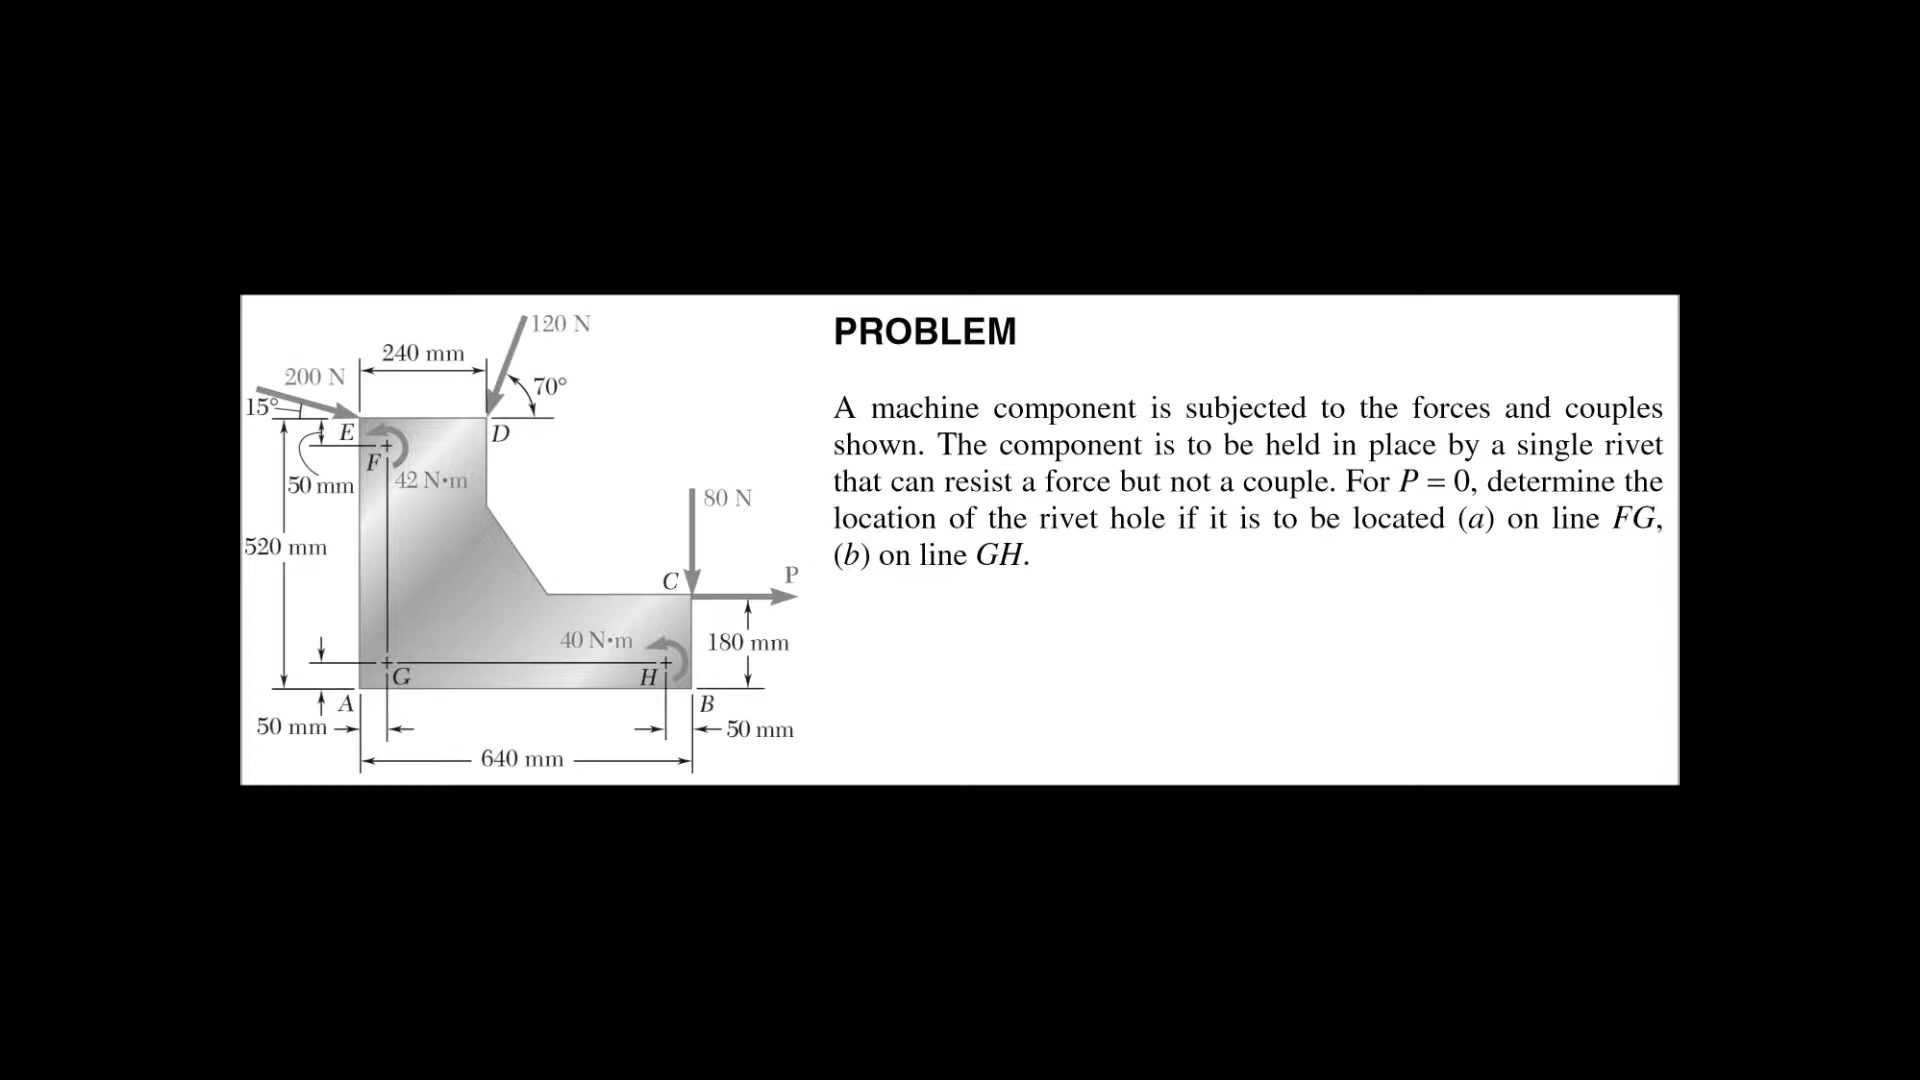 120 N
240 mm
200 N
70°
15°
E
D
F
50 mm
42 N•m
80 N
520 mm
C
P
40 N•m
180 mm
G
H
A
B
50 mm
50 mm
640 mm
PROBLEM
A machine component is subjected to the forces and couples
shown. The component is to be held in place by a single rivet
that can resist a force but not a couple. For P = 0, determine the
location of the rivet hole if it is to be located (a) on line FG,
(b) on line GH.